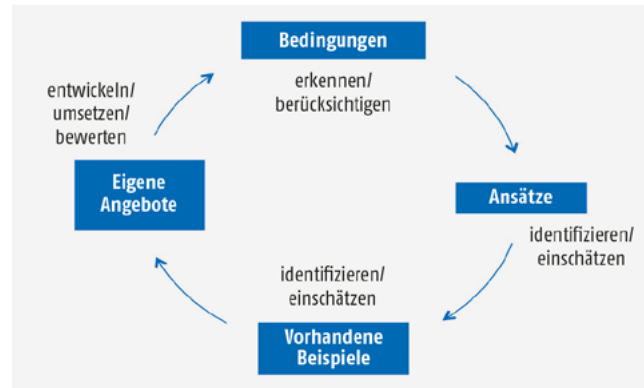 Bedingungen
erkennen/
berücksichtigen
Ansätze
identifizieren/
einschätzen
identifizieren/
einschätzen
Vorhandene
Beispiele
entwickeln/
umsetzen/
bewerten
Eigene
Angebote